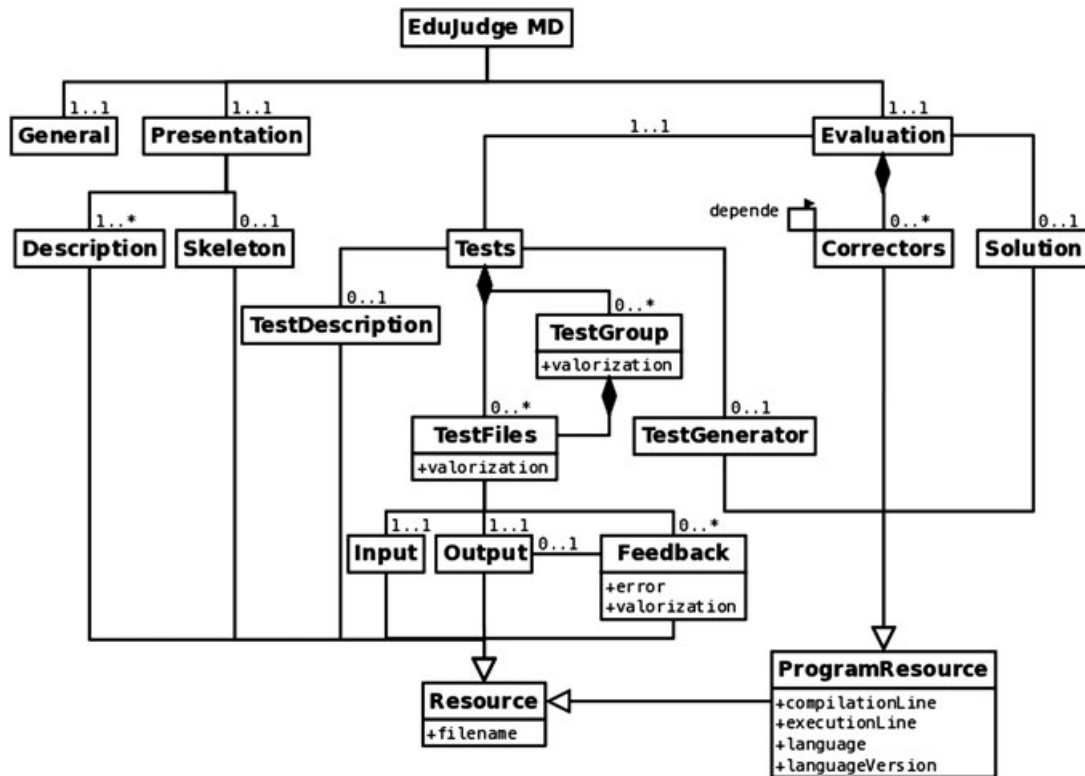 EduJudge MD
1..1
1..1
1..1
General
Presentation
1..1
Evaluation
1..*
0..1
depende
0..*
0..1
Description
Skeleton
Tests
Correctors
Solution
0..1
0..*
TestDescription
TestGroup
+valorization
0..*
0..1
TestFiles
TestGenerator
+valorization
1..1
1..1
0..*
Input
Output
0..1
Feedback
+error
+valorization
ProgramResource
Resource
+compilationLine
+filename
+executionLine
+language
+languageVersion